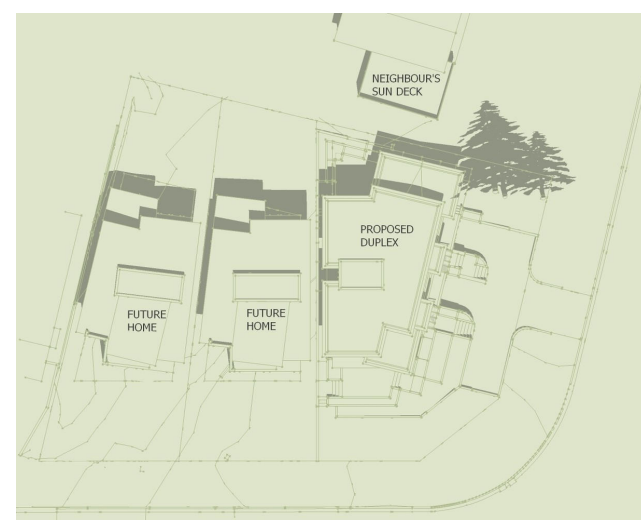 NEIGHBOUR'S
SUN DECK
PROPOSED
DUPLEX
FUTURE
HOME
FUTURE
HOME